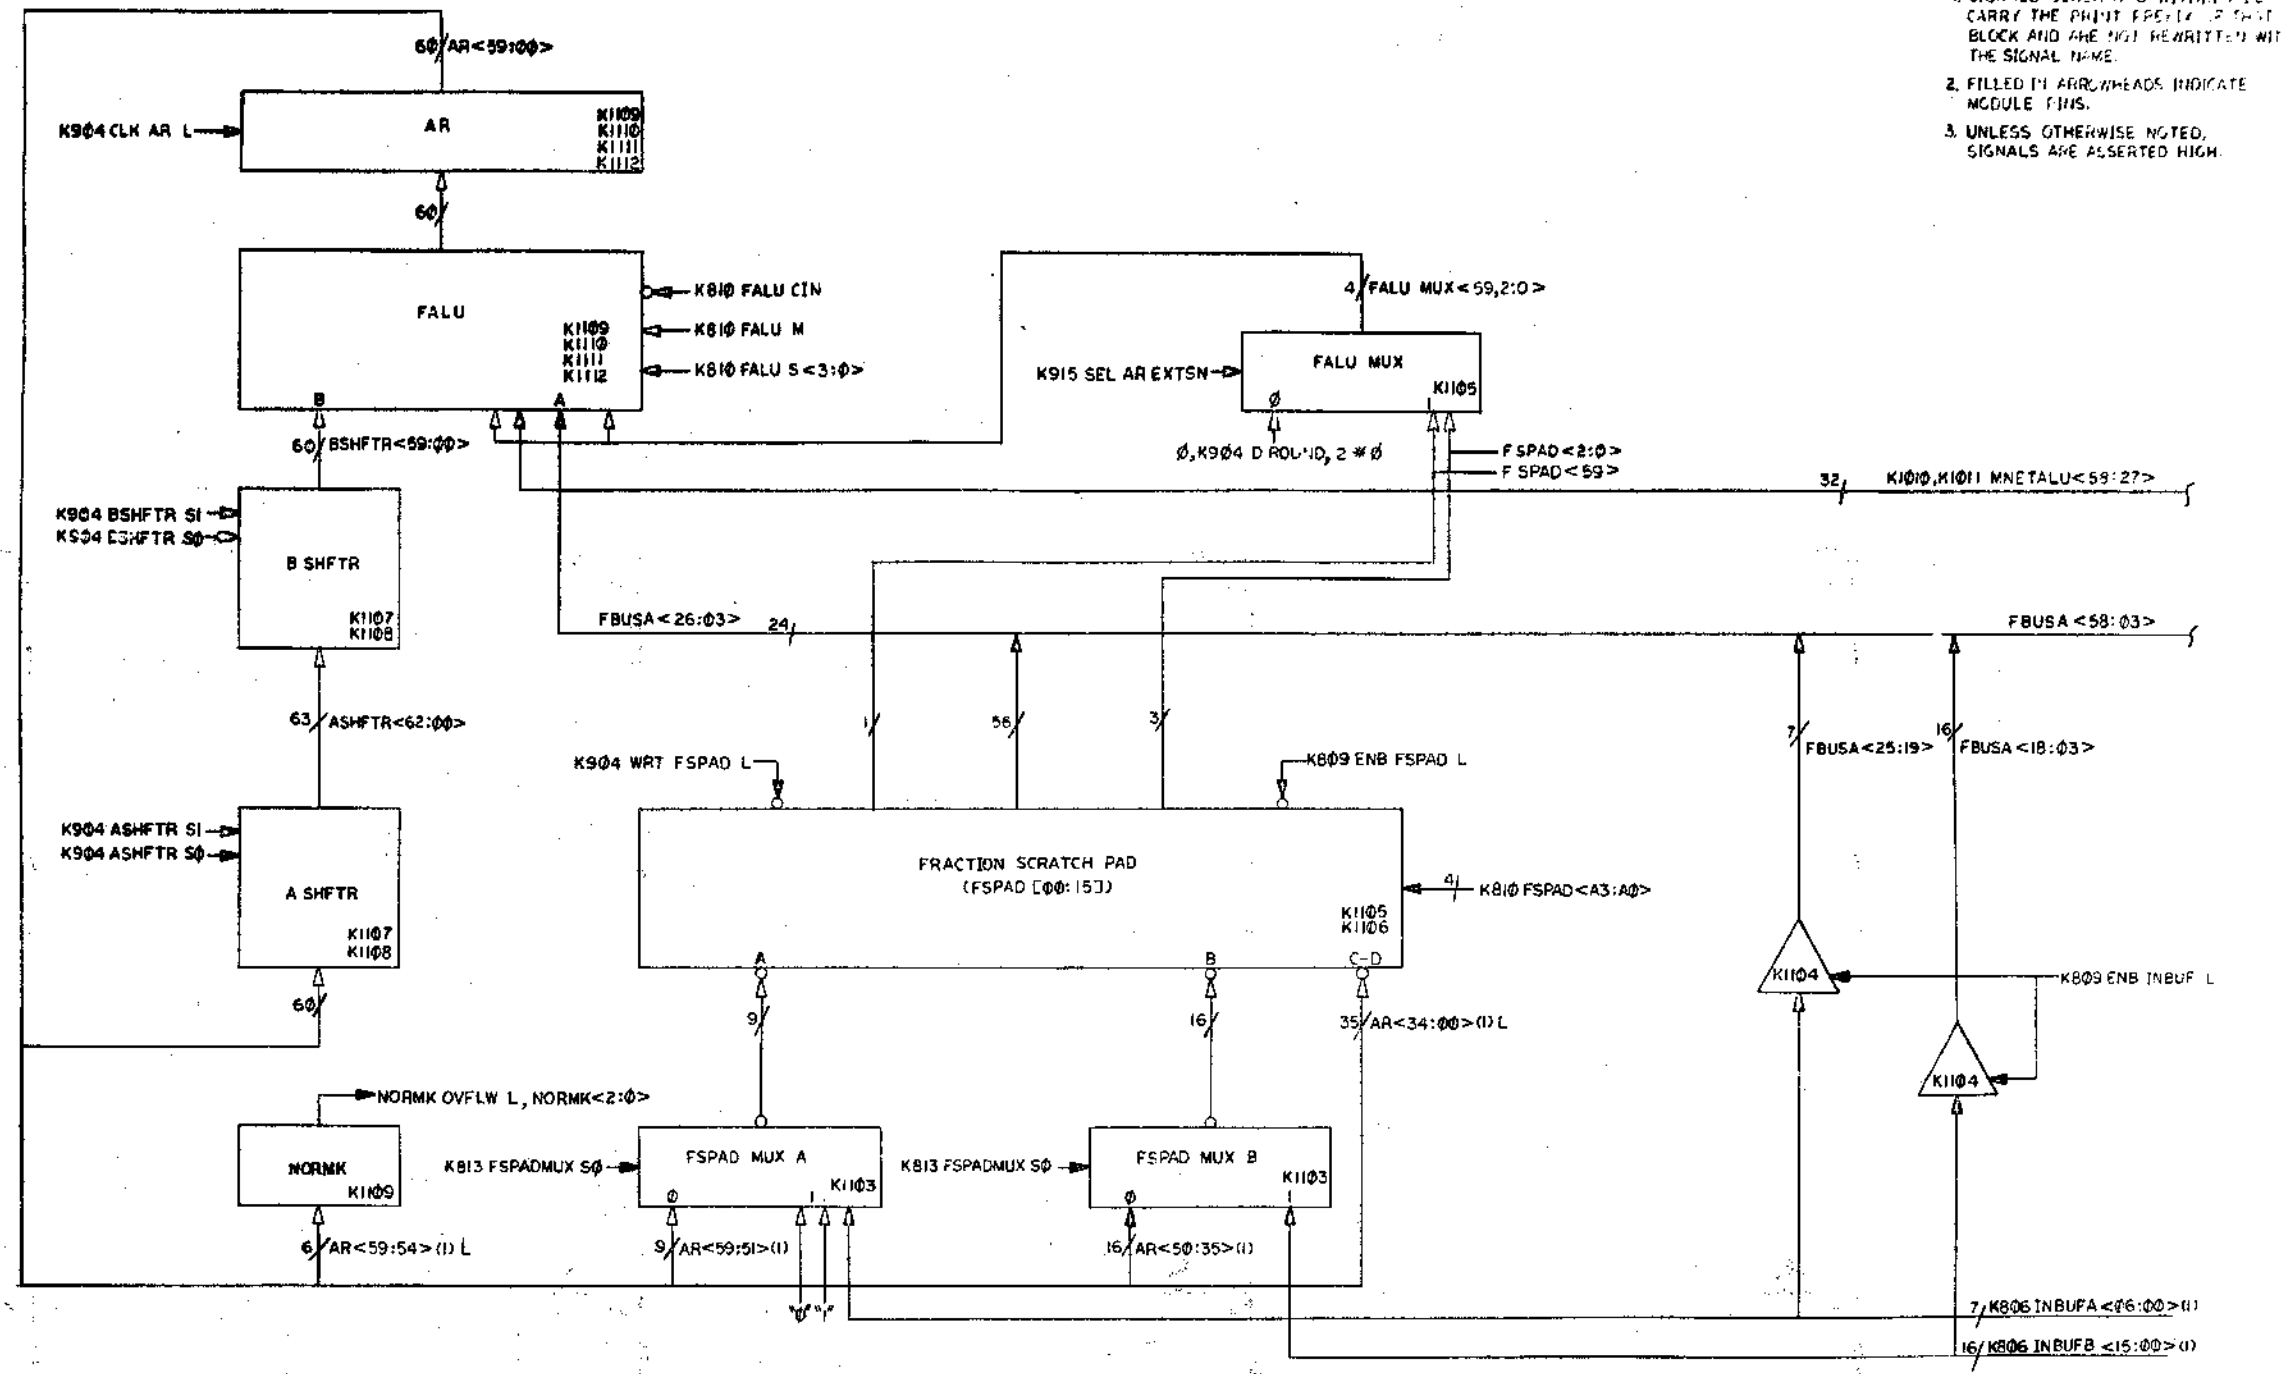 CARRY THE PRINT
BLOCK AND ARE NOT REWRITTEN
THE SIGNAL NAME.
2. FILLED IN ARROWHEADS INDICATE
MODULE PINS.
3. UNLESS OTHERWISE NOTED,
SIGNALS ARE ASSERTED HIGH.
60 AR<59:00>
K904 CLK AR L
AR
K1109
K1110
K1111
K1112
60
FALU
K1109
K1110
K1111
K1112
B
A
K810 FALU CIN
K810 FALU M
K810 FALU S<3:0>
4 FALU MUX<59,2:0>
K915 SEL AR EXTSN
FALU MUX
K1105
0
1
0, K904 D ROUND, 2 * 0
FSPAD<2:0>
FSPAD<59>
60 BSHFTR<59:00>
32 K1010,K1011 MNETALU<58:27>
K904 BSHFTR S1
K904 BSHFTR S0
B SHFTR
K1107
K1108
FBUSA<26:03> 24
FBUSA<58:03>
63 ASHFTR<62:00>
1
56
3
7 FBUSA<25:19>
16 FBUSA<18:03>
K904 WRT FSPAD L
K809 ENB FSPAD L
K904 ASHFTR S1
K904 ASHFTR S0
A SHFTR
K1107
K1108
FRACTION SCRATCH PAD
(FSPAD [00:15])
K1105
K1106
4 K810 FSPAD<A3:A0>
A
B
C-D
K1104
K809 ENB INBUF L
K1104
60
9
16
35 AR<34:00>(1) L
NORMK OVFLW L, NORMK<2:0>
NORMK
K1109
K813 FSPADMUX S0
FSPAD MUX A
K1103
0
1
K813 FSPADMUX S0
FSPAD MUX B
K1103
0
1
6 AR<59:54>(1) L
9 AR<59:51>(1)
16 AR<50:35>(1)
"0" "1"
7 K806 INBUFA<06:00>(1)
16 K806 INBUFB<15:00>(1)